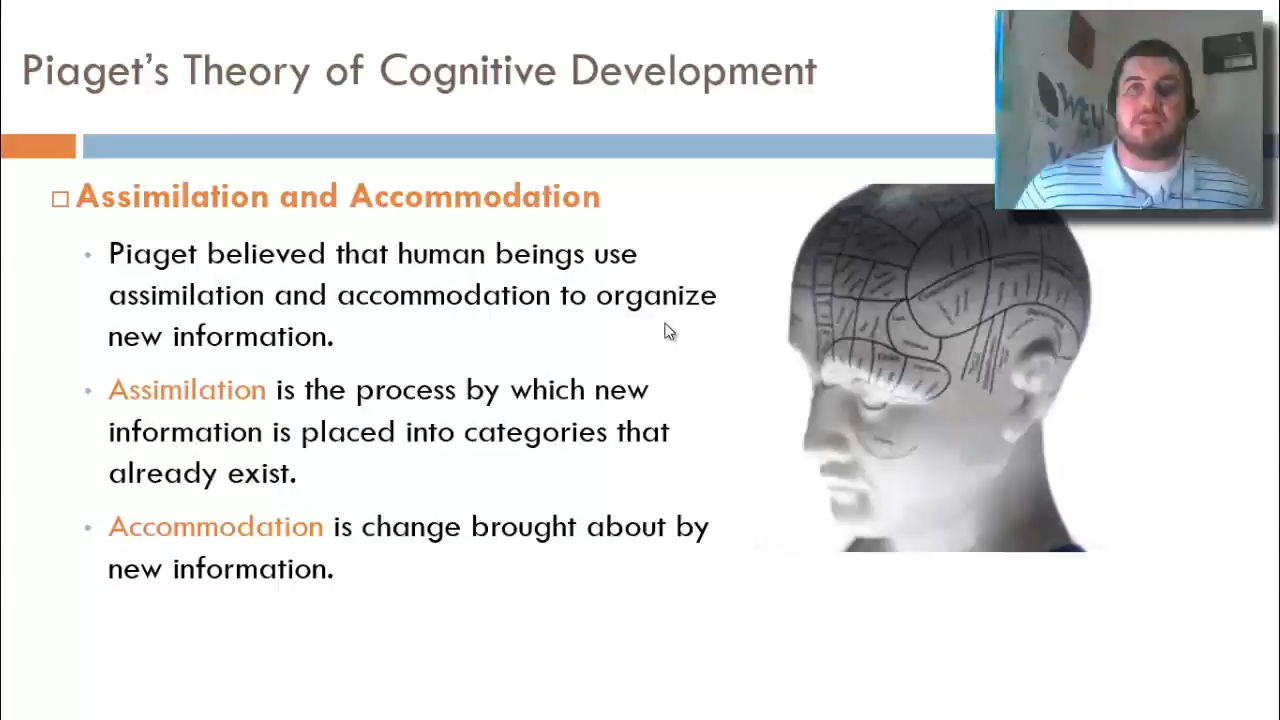 Piaget's Theory of Cognitive Development
Assimilation and Accommodation
• Piaget believed that human beings use
assimilation and accommodation to organize
new information.
• Assimilation is the process by which new
information is placed into categories that
already exist.
• Accommodation is change brought about by
new information.